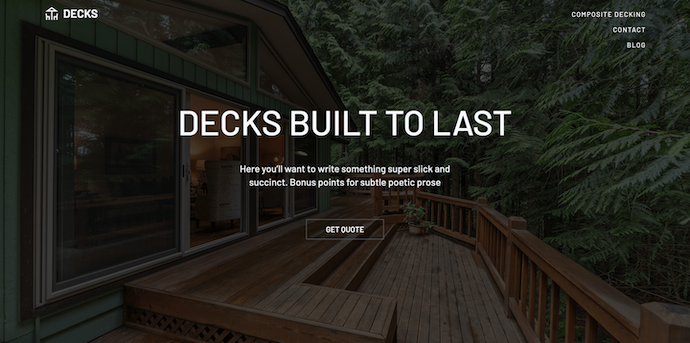 DECKS
COMPOSITE DECKING
CONTACT
BLOG
DECKS BUILT TO LAST
Here you'll want to write something super slick and
succinct. Bonus points for subtle poetic prose
GET QUOTE